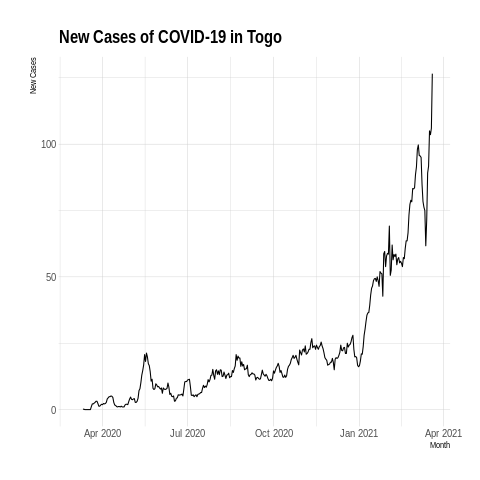 New Cases of COVID-19 in Togo
New Cases
100
50
0
Apr 2020
Jul 2020
Oct 2020
Jan 2021
Apr 2021
Month